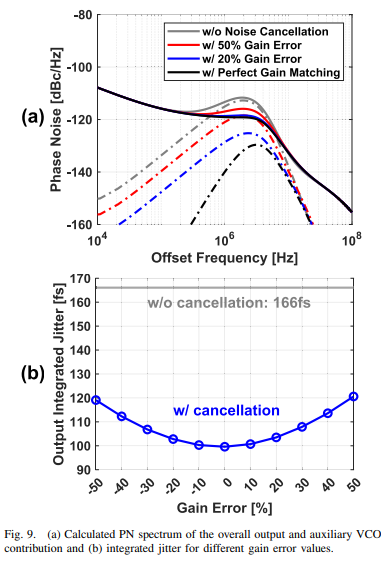 -80
w/o Noise Cancellation
w/ 50% Gain Error
w/ 20% Gain Error
w/ Perfect Gain Matching
-100
-120
-140
-160
Phase Noise [dBc/Hz]
(a)
10^4 10^6 10^8
Offset Frequency [Hz]
170
160
150
140
130
120
110
100
90
Output Integrated Jitter [fs]
(b)
w/o cancellation: 166fs
w/ cancellation
-50 -40 -30 -20 -10 0 10 20 30 40 50
Gain Error [%]
Fig. 9. (a) Calculated PN spectrum of the overall output and auxiliary VCO
contribution and (b) integrated jitter for different gain error values.